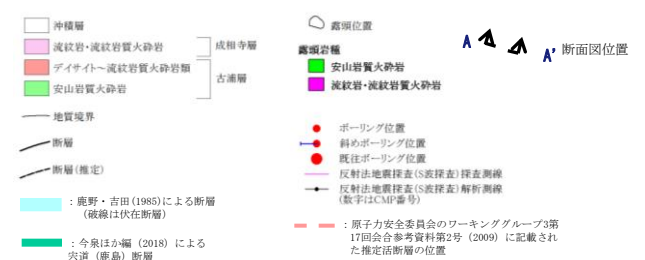 沖積層
流紋岩・流紋岩質火砕岩
成相寺層
デイサイト～流紋岩質火砕岩類
古浦層
安山岩質火砕岩
地質境界
断層
断層(推定)
：鹿野・吉田(1985)による断層
(破線は伏在断層)
：今泉ほか編（2018）による
宍道（鹿島）断層
露頭位置
露頭岩種
安山岩質火砕岩
流紋岩・流紋岩質火砕岩
ボーリング位置
斜めボーリング位置
既往ボーリング位置
反射法地震探査(S波探査)探査測線
反射法地震探査(S波探査)解析測線
(数字はCMP番号)
：原子力安全委員会のワーキンググループ3第
17回会合参考資料第2号（2009）に記載され
た推定活断層の位置
A A' 断面図位置